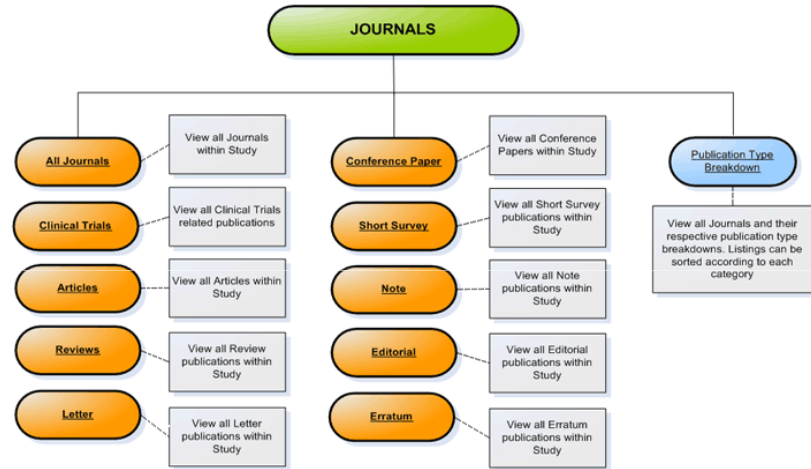 JOURNALS
All Journals
View all Journals
within Study
Clinical Trials
View all Clinical Trials
related publications
Articles
View all Articles within
Study
Reviews
View all Review
publications within
Study
Letter
View all Letter
publications within
Study
Conference Paper
View all Conference
Papers within Study
Short Survey
View all Short Survey
publications within
Study
Note
View all Note
publications within
Study
Editorial
View all Editorial
publications within
Study
Erratum
View all Erratum
publications within
Study
Publication Type
Breakdown
View all Journals and their
respective publication type
breakdowns. Listings can be
sorted according to each
category